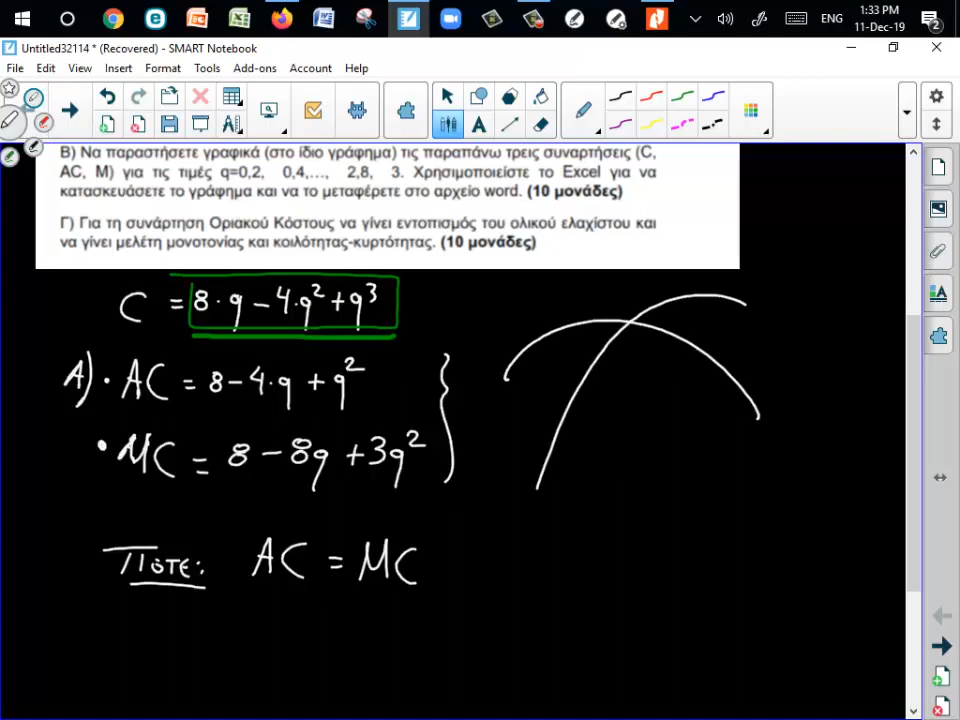 1:33 PM
ENG
11-Dec-19
2
Untitled32114 * (Recovered) - SMART Notebook
File Edit View Insert Format Tools Add-ons Account Help
Β) Να παραστήσετε γραφικά (στο ίδιο γράφημα) τις παραπάνω τρεις συναρτήσεις (C,
AC, M) για τις τιμές q=0,2, 0,4,…, 2,8, 3. Χρησιμοποιείστε το Excel για να
κατασκευάσετε το γράφημα και να το μεταφέρετε στο αρχείο word. (10 μονάδες)
Γ) Για τη συνάρτηση Οριακού Κόστους να γίνει εντοπισμός του ολικού ελαχίστου και
να γίνει μελέτη μονοτονίας και κοιλότητας-κυρτότητας. (10 μονάδες)
C = 8·q − 4·q² + q³
A) · AC = 8 − 4·q + q²
· MC = 8 − 8q + 3q²
Πότε: AC = MC